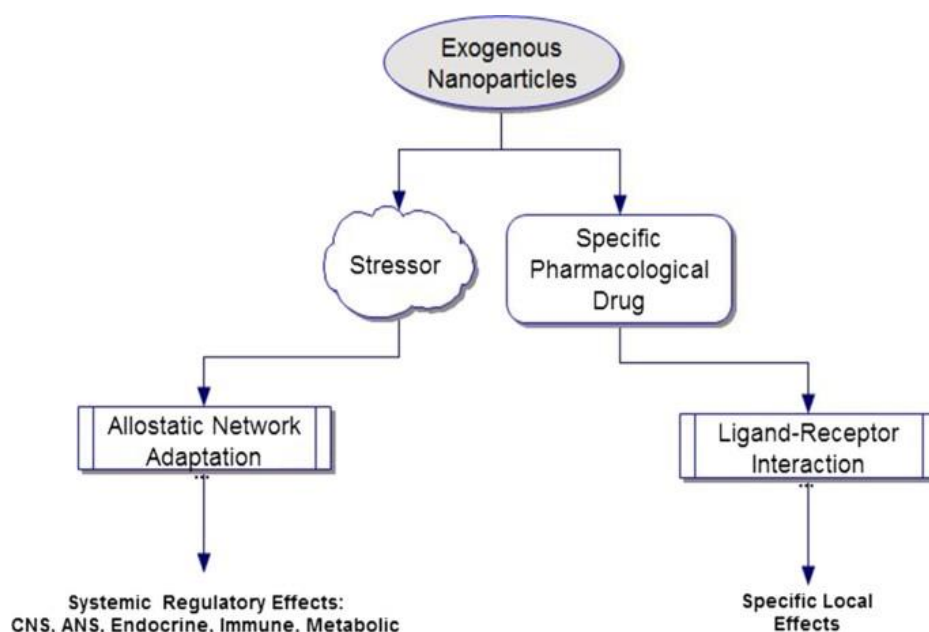 Exogenous
Nanoparticles
Stressor
Specific
Pharmacological
Drug
Allostatic Network
Adaptation
...
Ligand-Receptor
Interaction
...
Systemic Regulatory Effects:
CNS, ANS, Endocrine, Immune, Metabolic
Specific Local
Effects